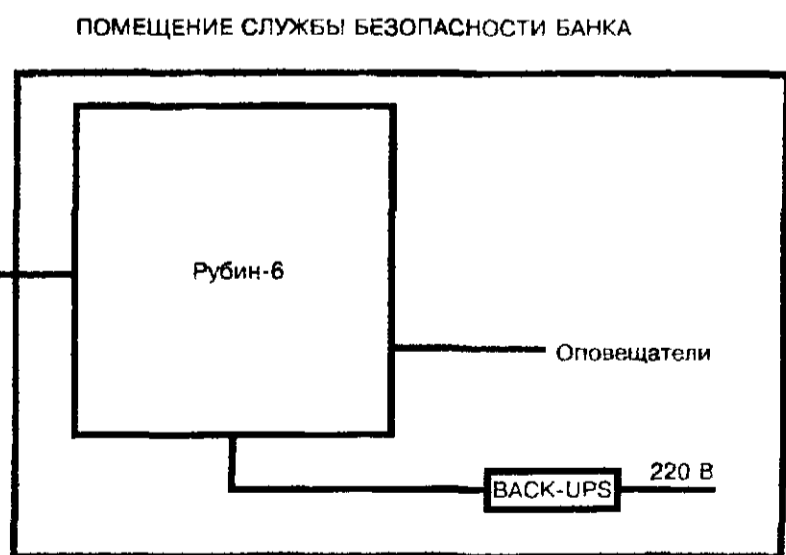 ПОМЕЩЕНИЕ СЛУЖБЫ БЕЗОПАСНОСТИ БАНКА
Рубин-6
Оповещатели
220 В
BACK-UPS